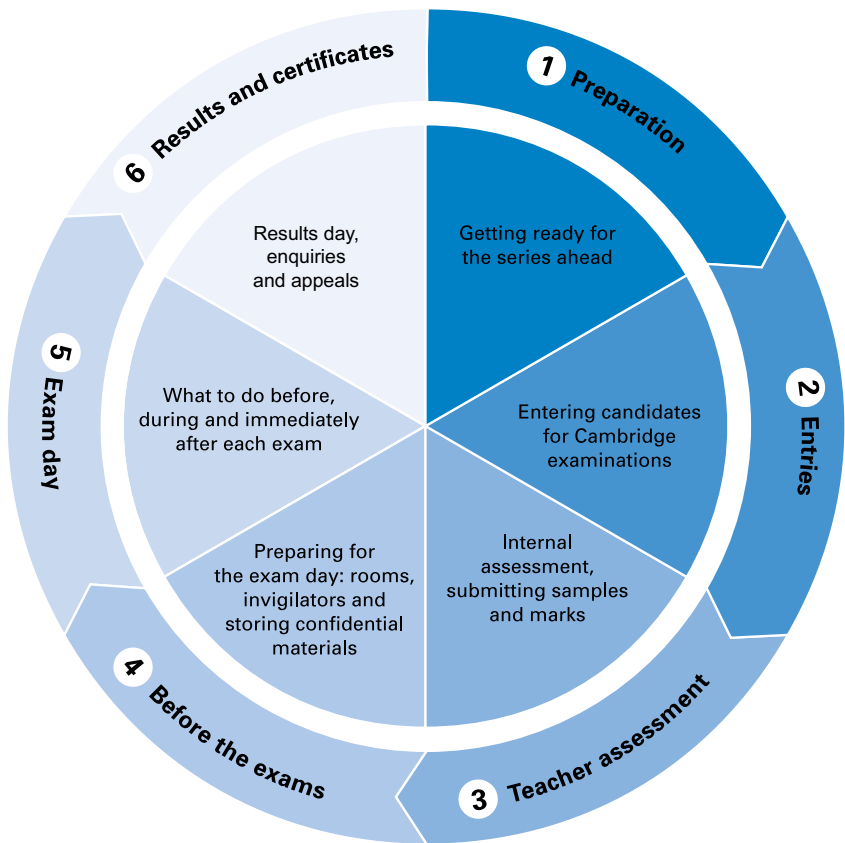 1 Preparation
Getting ready for
the series ahead
2 Entries
Entering candidates
for Cambridge
examinations
3 Teacher assessment
Internal
assessment,
submitting samples
and marks
4 Before the exams
Preparing for
the exam day: rooms,
invigilators and
storing confidential
materials
5 Exam day
What to do before,
during and immediately
after each exam
6 Results and certificates
Results day,
enquiries
and appeals